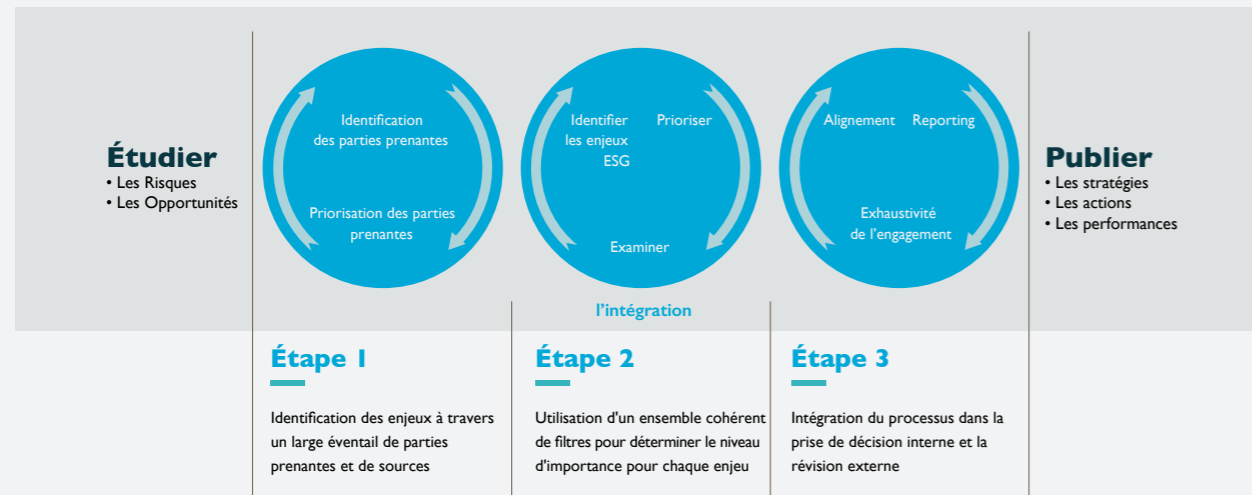 Étudier
• Les Risques
• Les Opportunités
Identification
des parties prenantes
Priorisation des parties
prenantes
Identifier
les enjeux
ESG
Prioriser
Examiner
Alignement
Reporting
Exhaustivité
de l'engagement
Publier
• Les stratégies
• Les actions
• Les performances
l'intégration
Étape 1
Identification des enjeux à travers
un large éventail de parties
prenantes et de sources
Étape 2
Utilisation d'un ensemble cohérent
de filtres pour déterminer le niveau
d'importance pour chaque enjeu
Étape 3
Intégration du processus dans la
prise de décision interne et la
révision externe